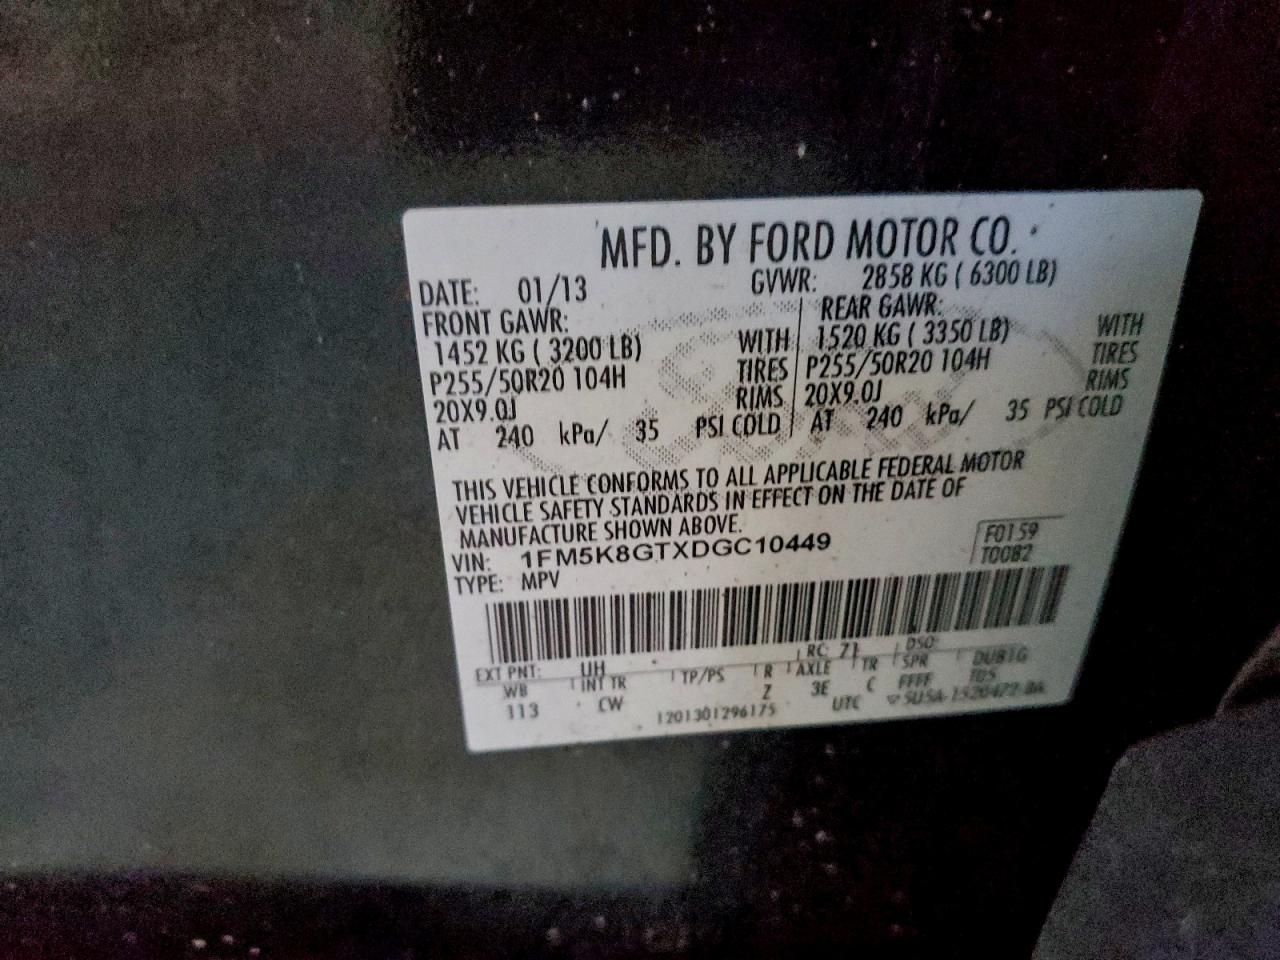 MFD. BY FORD MOTOR CO.
DATE: 01/13 GVWR: 2858 KG ( 6300 LB)
FRONT GAWR: REAR GAWR:
1452 KG ( 3200 LB) WITH 1520 KG ( 3350 LB) WITH
P255/50R20 104H TIRES P255/50R20 104H TIRES
20X9.0J RIMS 20X9.0J RIMS
AT 240 kPa/ 35 PSI COLD AT 240 kPa/ 35 PSI COLD
THIS VEHICLE CONFORMS TO ALL APPLICABLE FEDERAL MOTOR
VEHICLE SAFETY STANDARDS IN EFFECT ON THE DATE OF
MANUFACTURE SHOWN ABOVE.
VIN: 1FM5K8GTXDGC10449 F0159
TYPE: MPV T0082
EXT PNT: UH RC: 71 DSO:
WB INT TR TP/PS R AXLE TR SPR DUB1G
113 CW Z 3E C FFFF
1201301296175 UTC